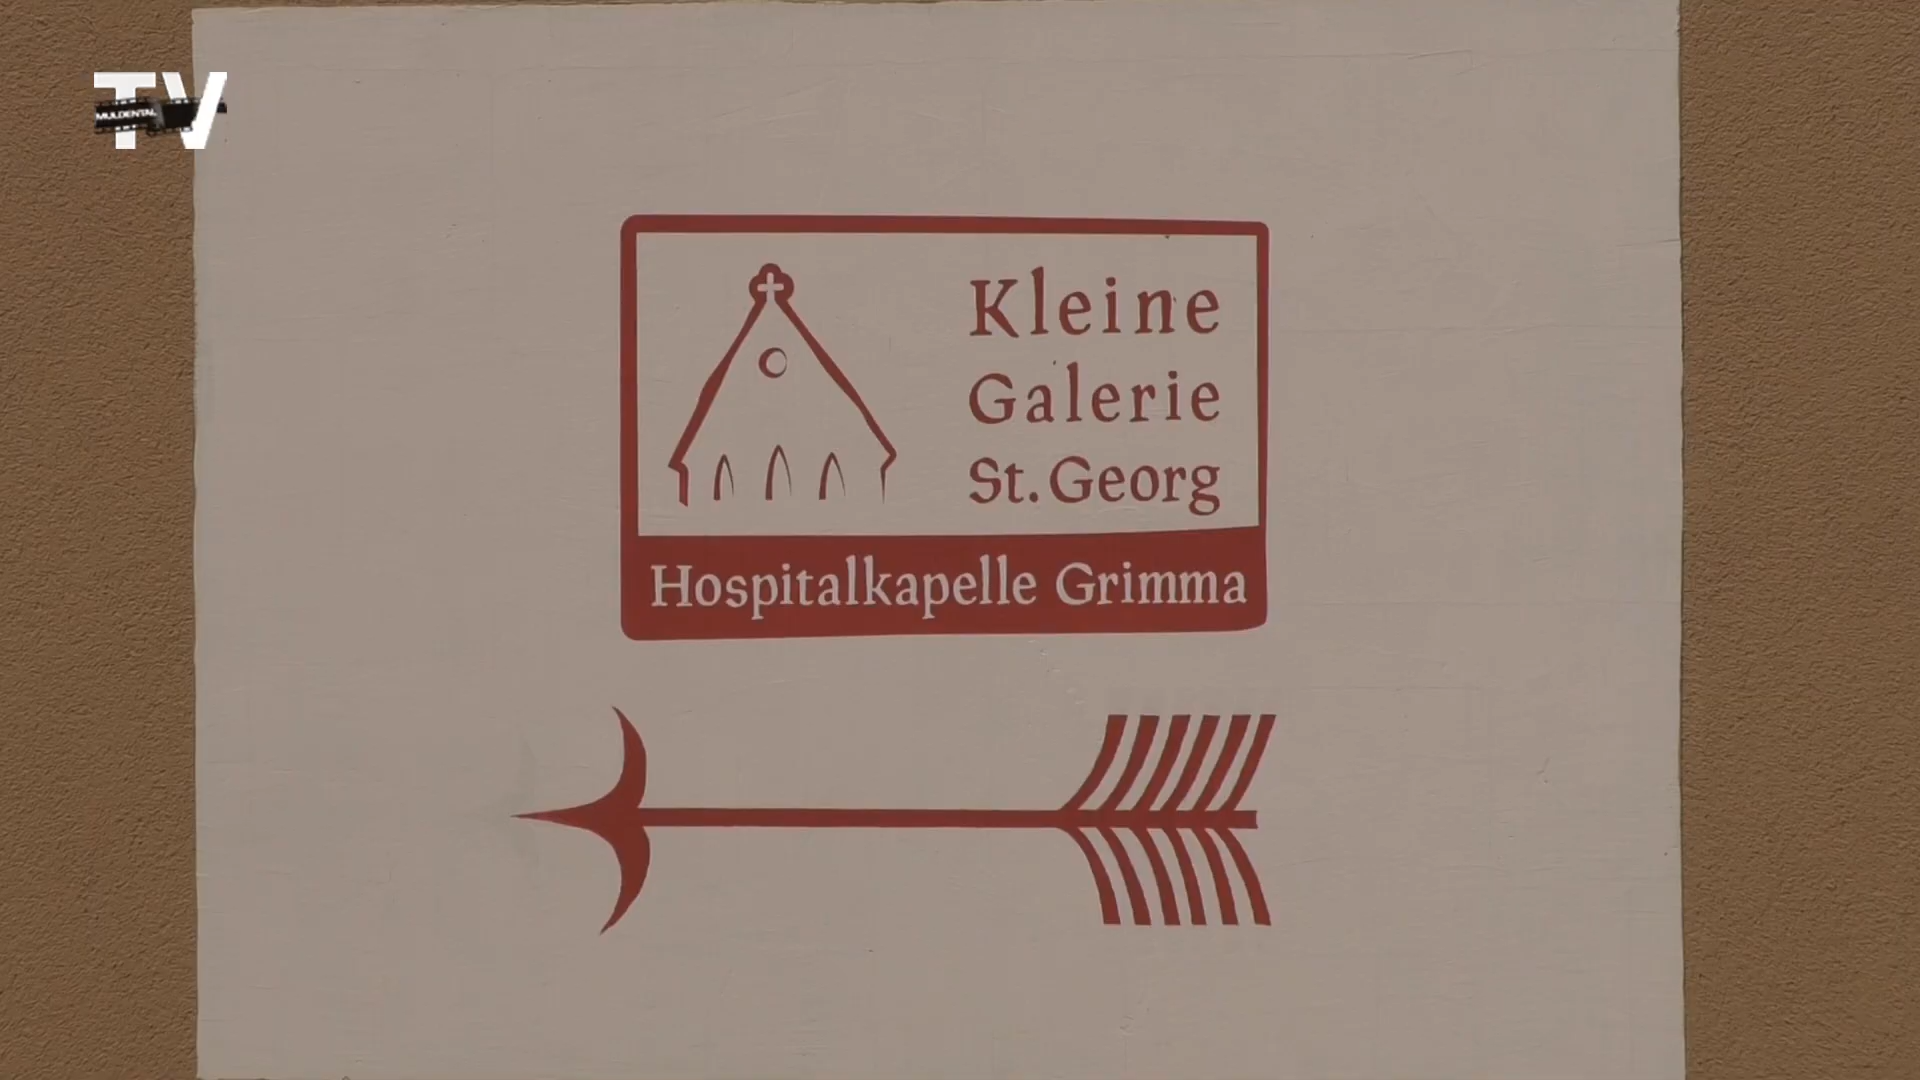 TV
MULDENTAL
Kleine
Galerie
St. Georg
Hospitalkapelle Grimma